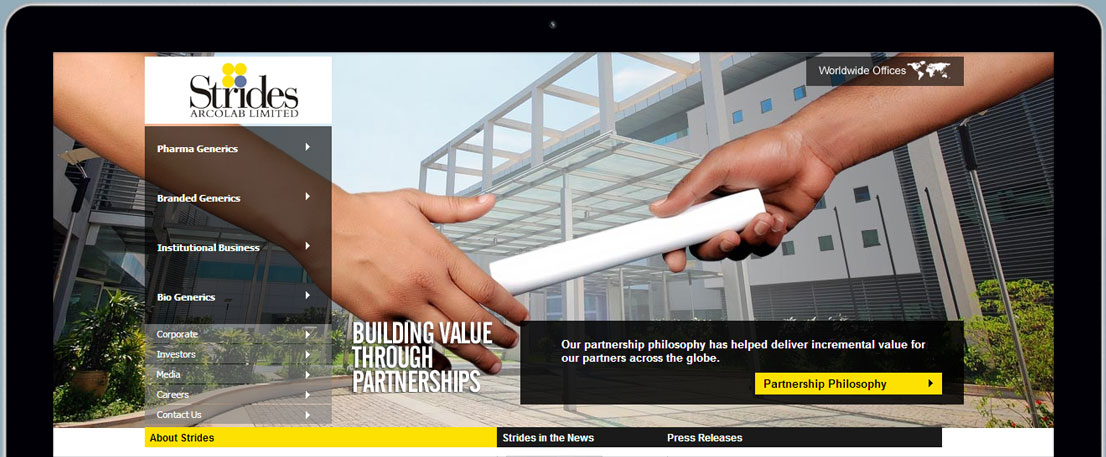 Strides
ARCOLAB LIMITED
Worldwide Offices
Pharma Generics
Branded Generics
Institutional Business
Bio Generics
Corporate
Investors
Media
Careers
Contact Us
BUILDING VALUE
THROUGH
PARTNERSHIPS
Our partnership philosophy has helped deliver incremental value for
our partners across the globe.
Partnership Philosophy
About Strides
Strides in the News
Press Releases